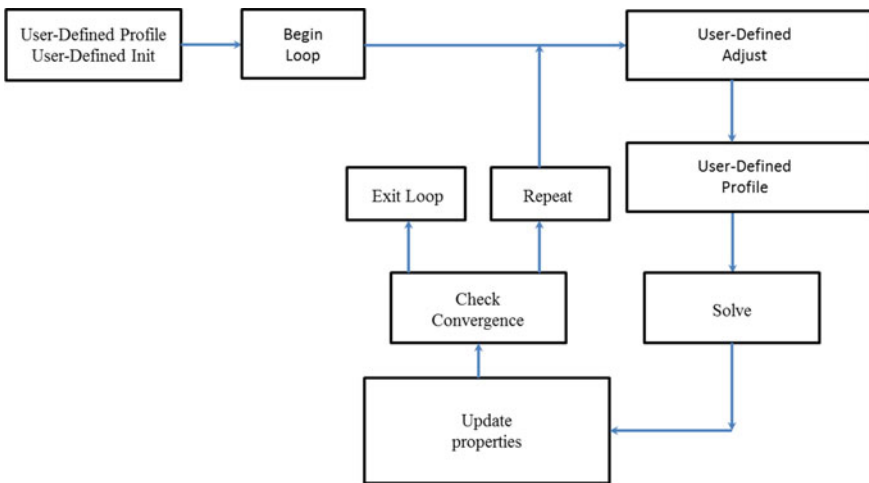 User-Defined Profile
User-Defined Init
Begin
Loop
User-Defined
Adjust
User-Defined
Profile
Exit Loop
Repeat
Check
Convergence
Solve
Update
properties